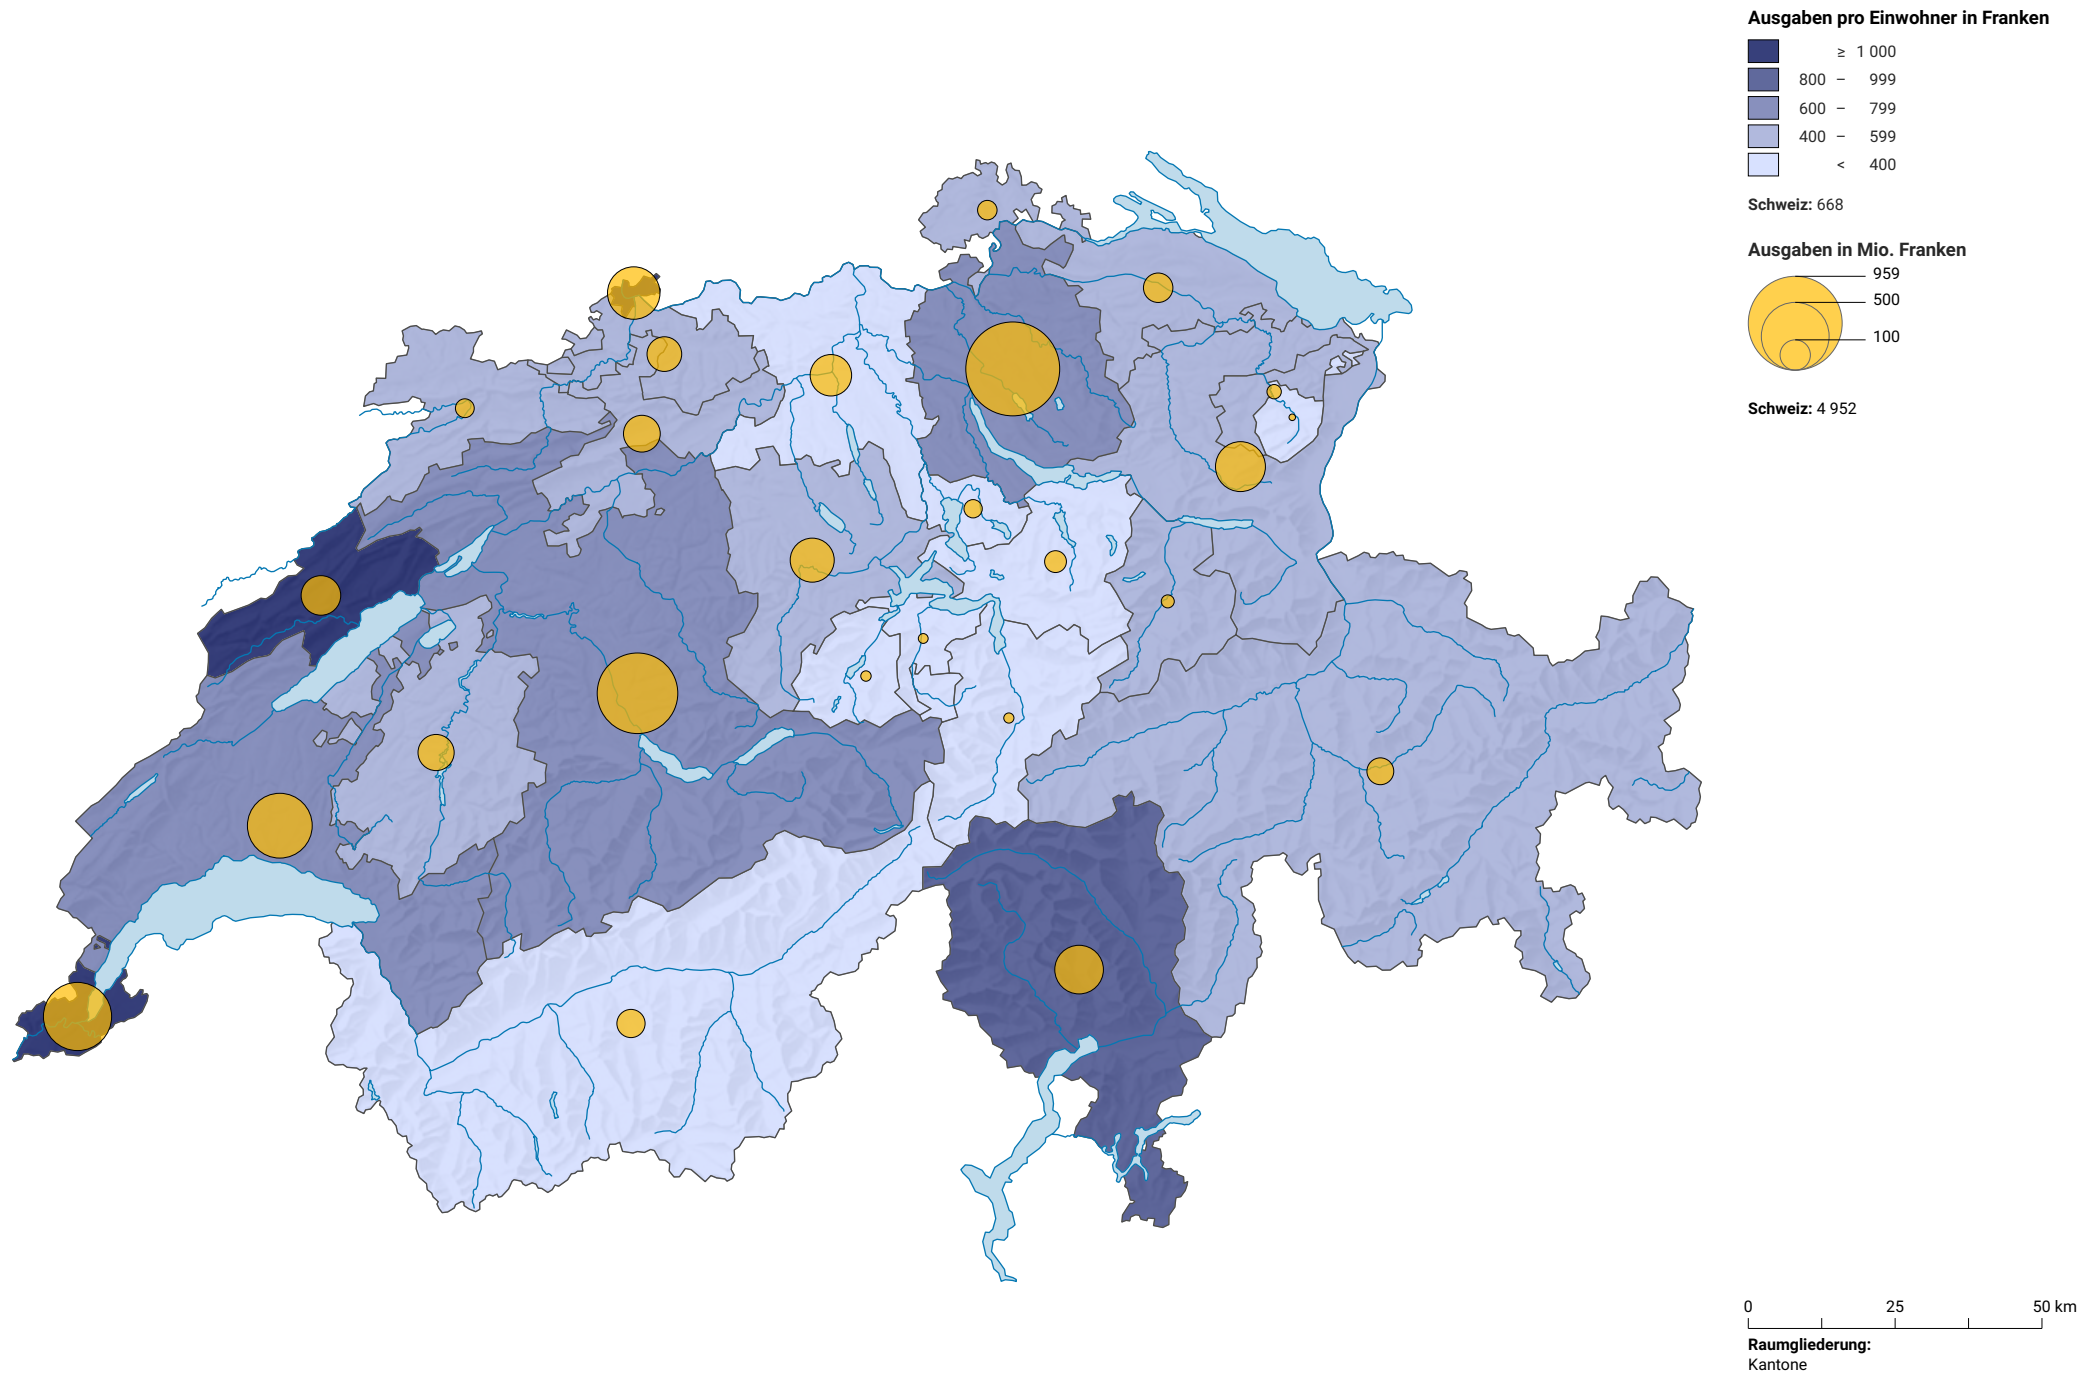 Ausgaben pro Einwohner in Franken
≥ 1 000
800 – 999
600 – 799
400 – 599
< 400
Schweiz: 668
Ausgaben in Mio. Franken
959
500
100
Schweiz: 4 952
0 25 50 km
Raumgliederung:
Kantone